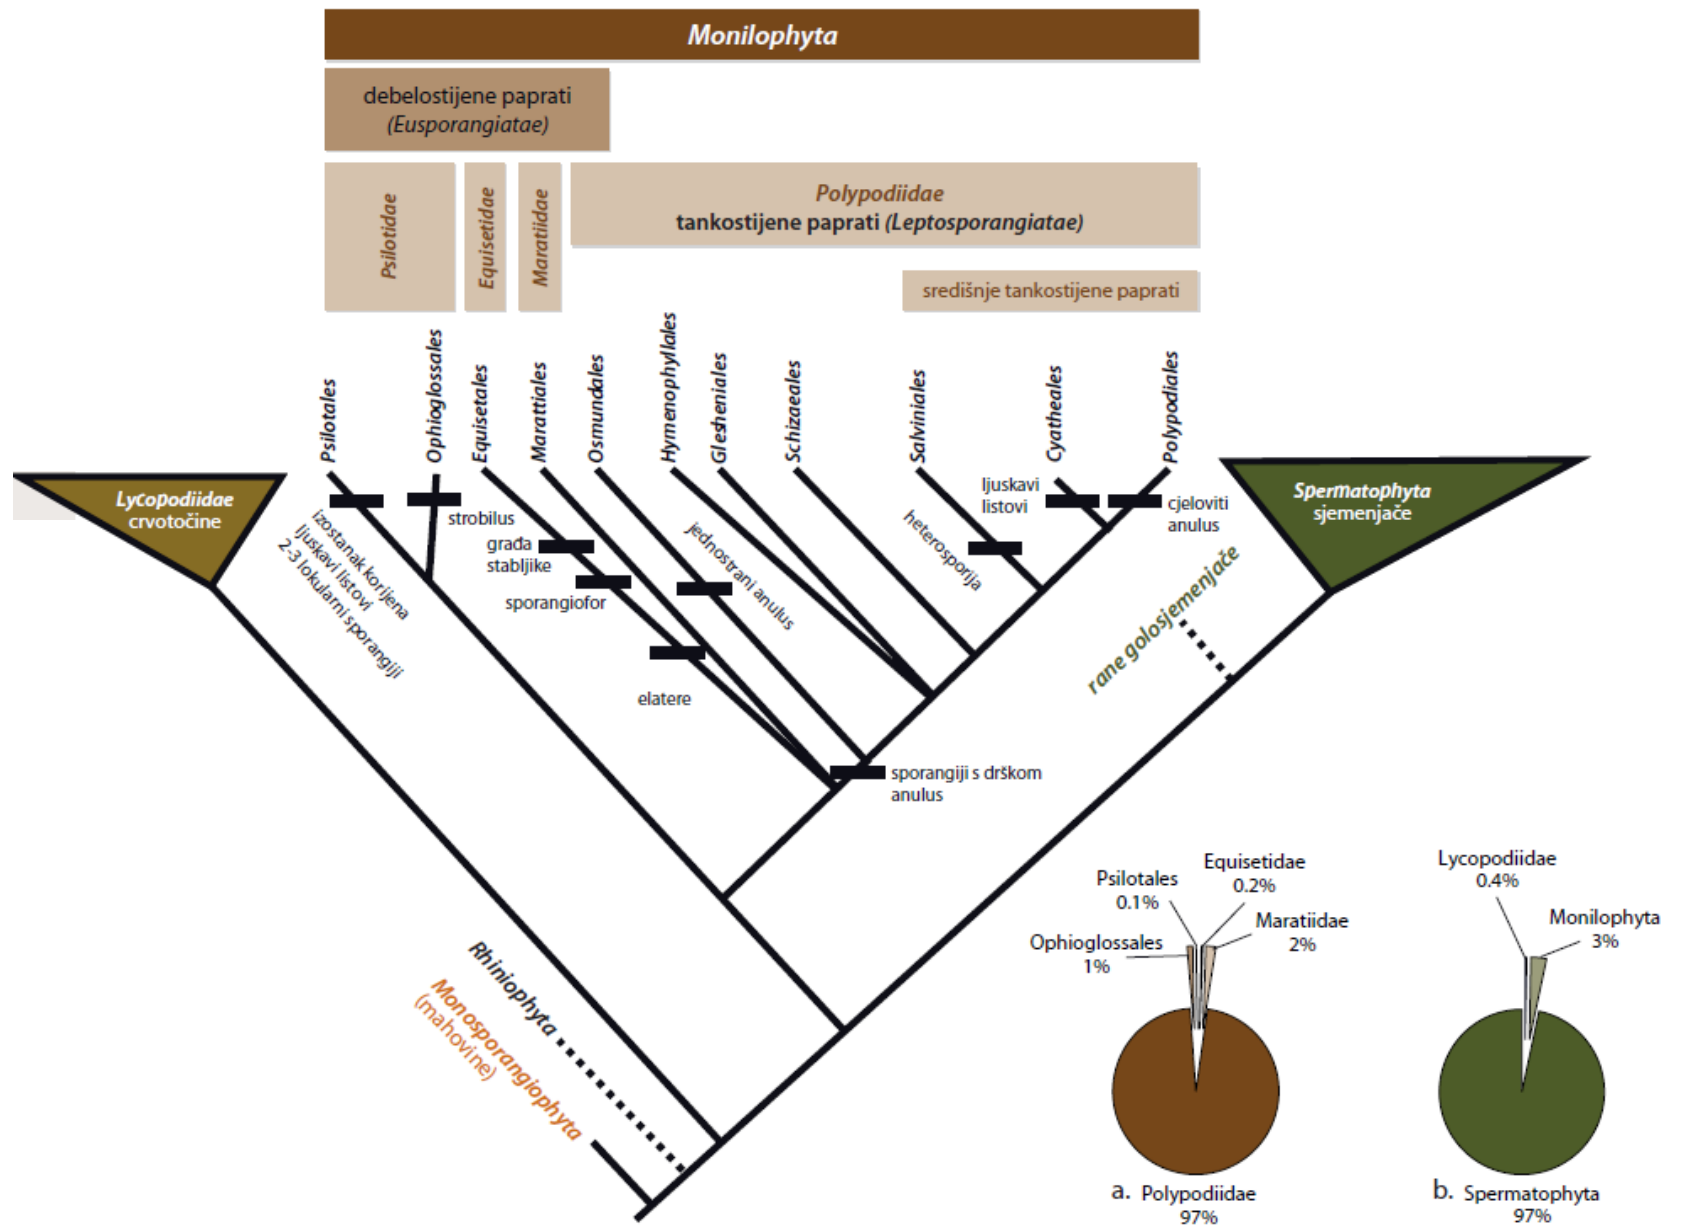 Monilophyta
debelostijene paprati
(Eusporangiatae)
Psilotidae
Equisetidae
Maratiidae
Polypodiidae
tankostijene paprati (Leptosporangiatae)
središnje tankostijene paprati
Psilotales
Ophioglossales
Equisetales
Marattiales
Osmundales
Hymenophyllales
Glesheniales
Schizaeales
Salviniales
Cyatheales
Polypodiales
Lycopodiidae
crvotočine
Spermatophyta
sjemenjače
izostanak korijena
ljuskavi listovi
2-3 lokularni sporangiji
strobilus
građa
stabljike
sporangiofor
elatere
jednostrani anulus
heterosporija
ljuskavi
listovi
cjeloviti
anulus
rane golosjemenjače
sporangiji s drškom
anulus
Rhiniophyta
Monosporangiophyta
(mahovine)
Equisetidae
0.2%
Psilotales
0.1%
Maratiidae
2%
Ophioglossales
1%
a. Polypodiidae
97%
Lycopodiidae
0.4%
Monilophyta
3%
b. Spermatophyta
97%